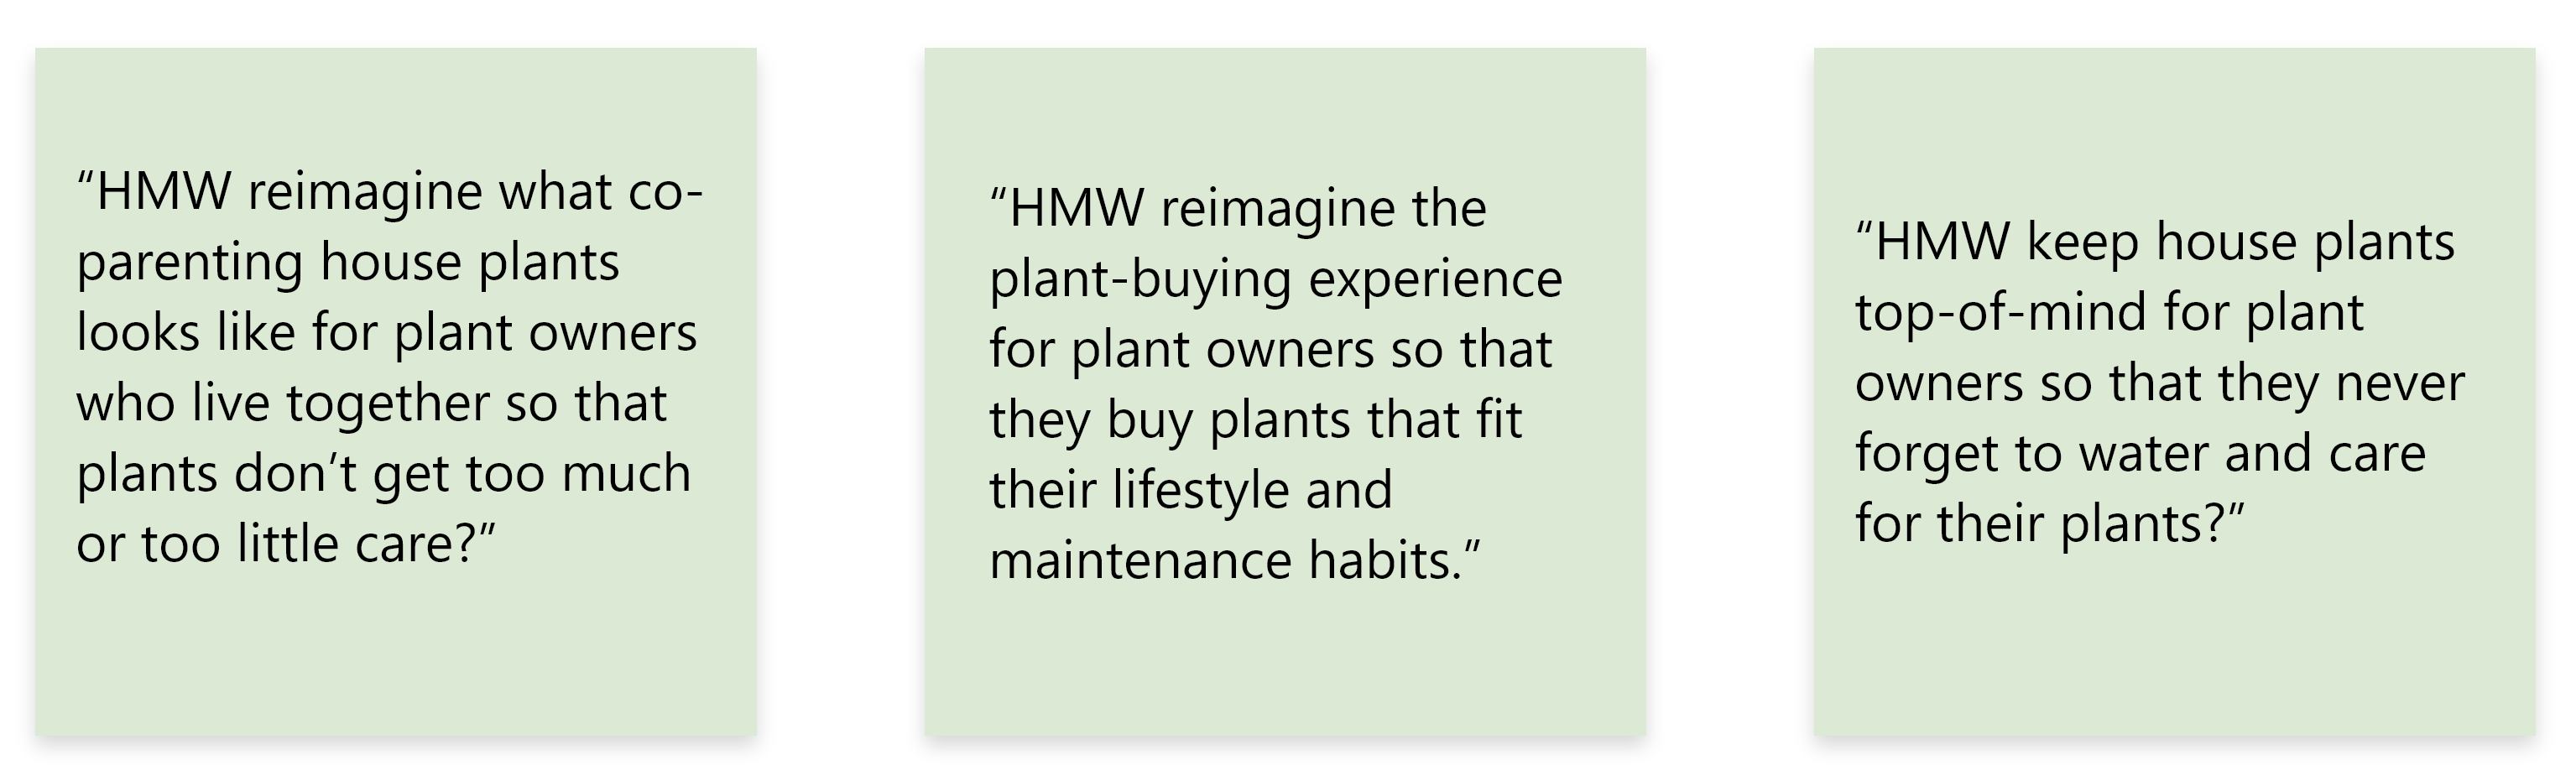 “HMW reimagine what co-
parenting house plants
looks like for plant owners
who live together so that
plants don’t get too much
or too little care?”
“HMW reimagine the
plant-buying experience
for plant owners so that
they buy plants that fit
their lifestyle and
maintenance habits.”
“HMW keep house plants
top-of-mind for plant
owners so that they never
forget to water and care
for their plants?”